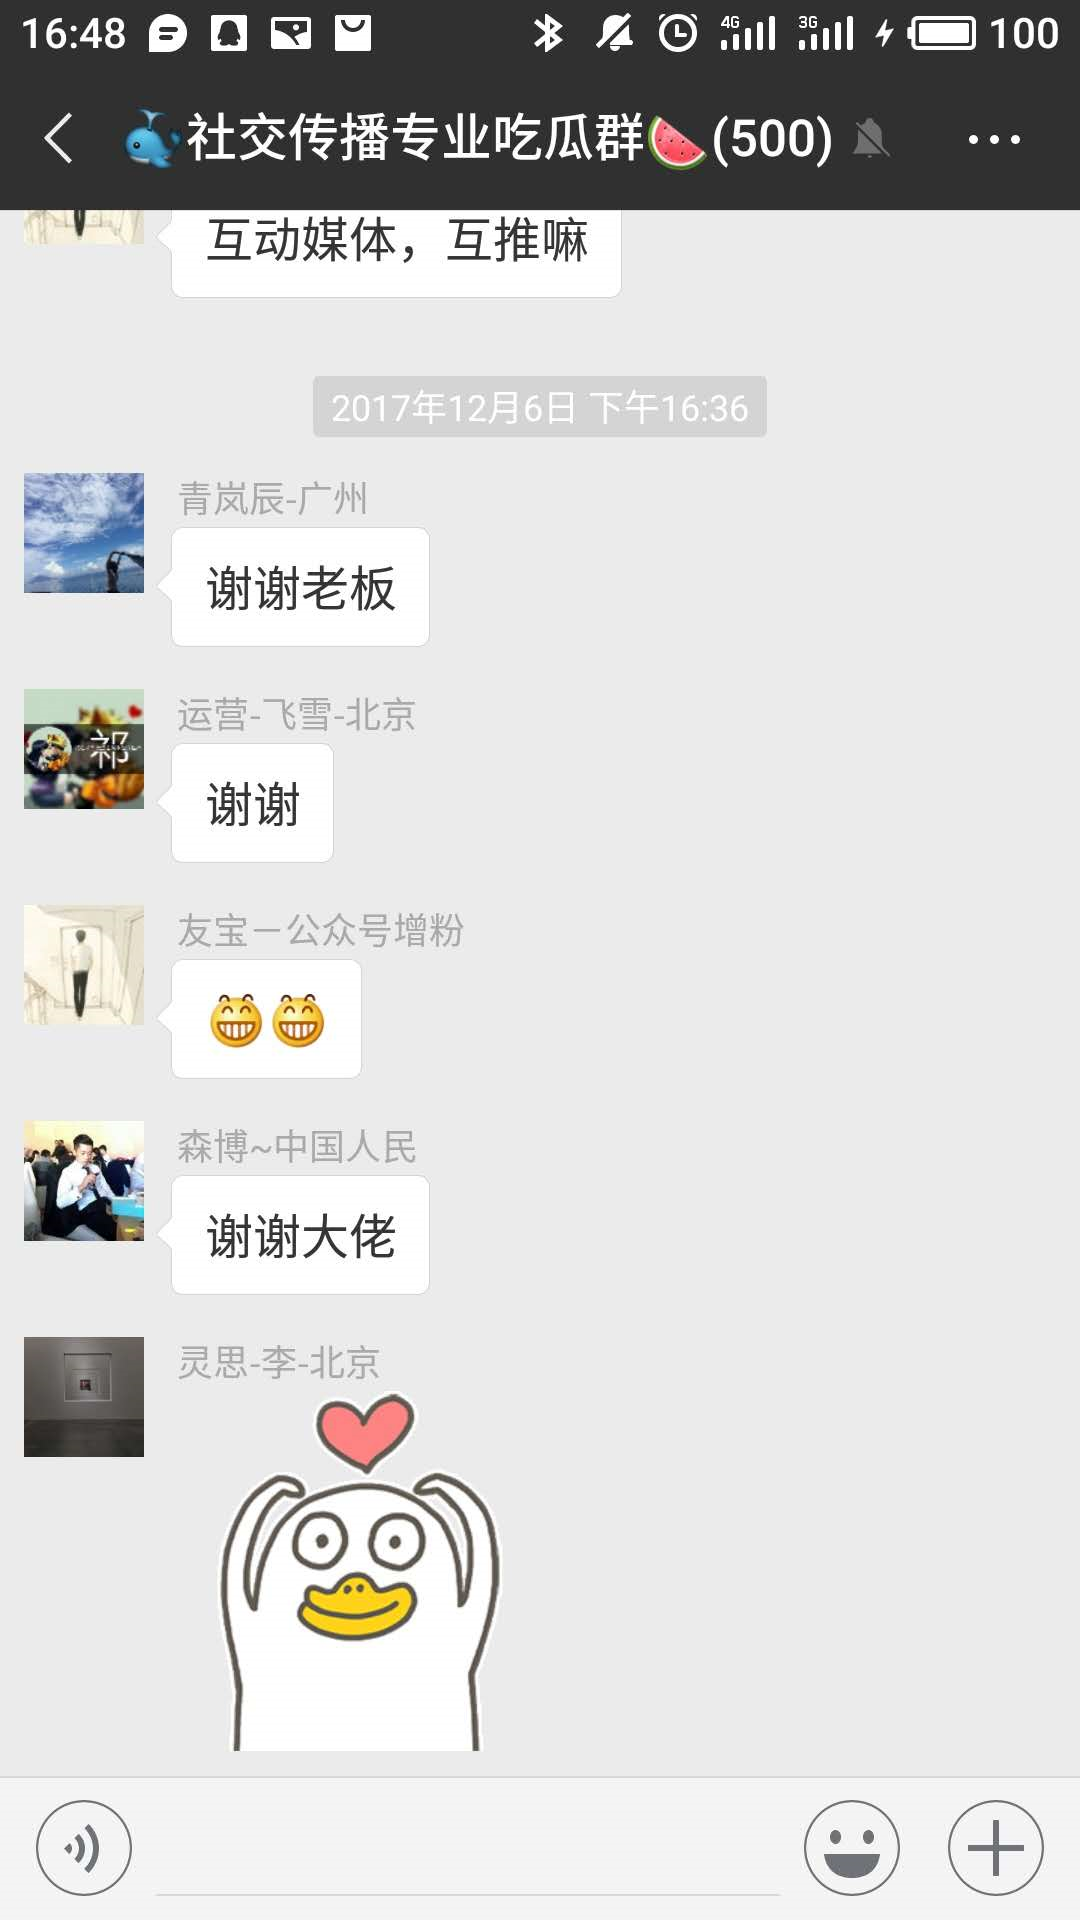 16:48
4G
3G
100
社交传播专业吃瓜群🍉(500)
互动媒体，互推嘛
2017年12月6日 下午16:36
青岚辰-广州
谢谢老板
运营-飞雪-北京
祁
谢谢
友宝－公众号增粉
森博~中国人民
谢谢大佬
灵思-李-北京